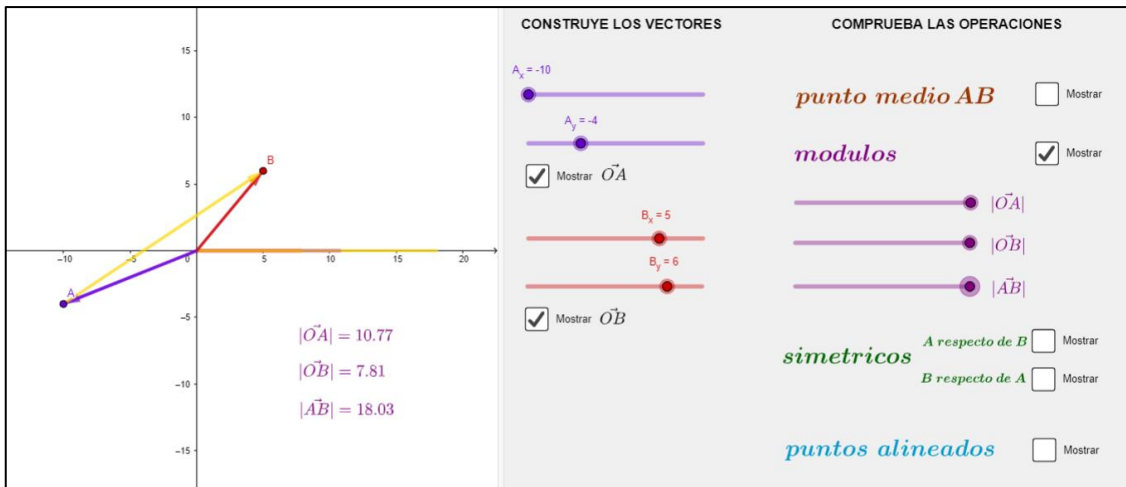 15
10
5
0
−5
−10
−15
−10
−5
5
10
15
20
B
A
|OA⃗| = 10.77
|OB⃗| = 7.81
|AB⃗| = 18.03
CONSTRUYE LOS VECTORES
Aₓ = -10
A_y = -4
Mostrar OA⃗
Bₓ = 5
B_y = 6
Mostrar OB⃗
COMPRUEBA LAS OPERACIONES
punto medio AB Mostrar
modulos Mostrar
|OA⃗|
|OB⃗|
|AB⃗|
simetricos
A respecto de B Mostrar
B respecto de A Mostrar
puntos alineados Mostrar